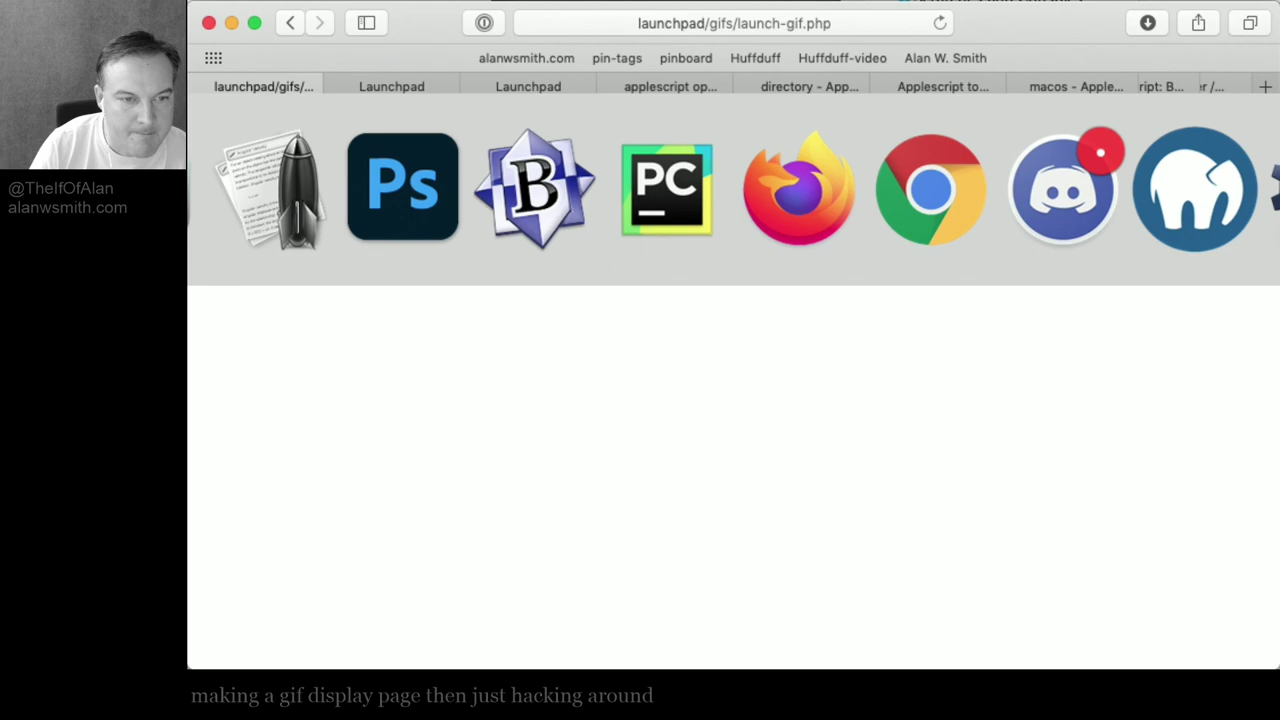 launchpad/gifs/launch-gif.php
alanwsmith.com pin-tags pinboard Huffduff Huffduff-video Alan W. Smith
launchpad/gifs/... Launchpad Launchpad applescript op... directory - App... Applescript to... macos - Apple... ript: B... er /...
Ps B PC
@TheIfOfAlan
alanwsmith.com
making a gif display page then just hacking around